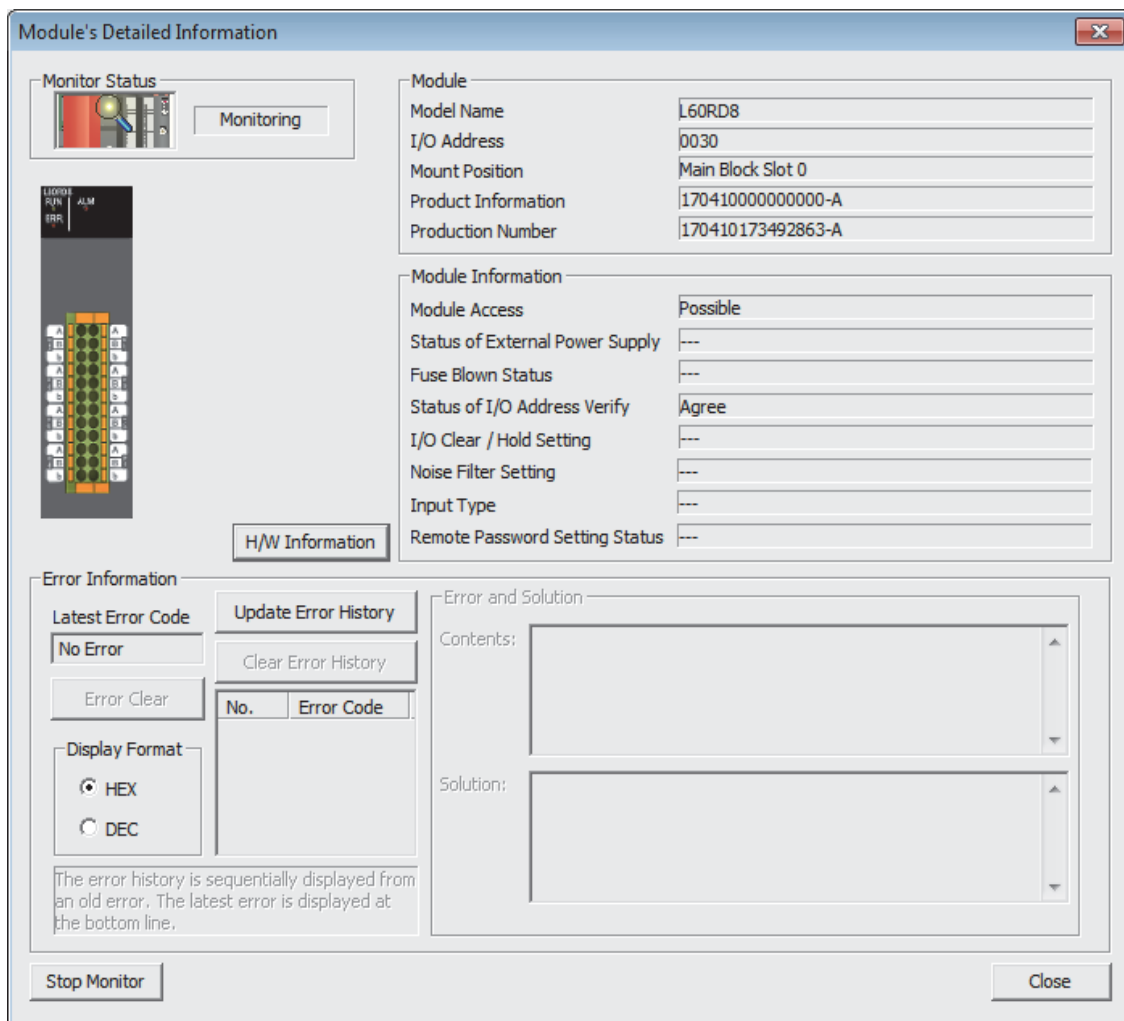 Module's Detailed Information
Monitor Status
Monitoring
Module
Model Name
L60RD8
I/O Address
0030
Mount Position
Main Block Slot 0
Product Information
170410000000000-A
Production Number
170410173492863-A
RUN ALM
ERR.
A A
B B
b b
A A
B B
b b
A A
B B
b b
A A
B B
b b
H/W Information
Module Information
Module Access
Possible
Status of External Power Supply
---
Fuse Blown Status
---
Status of I/O Address Verify
Agree
I/O Clear / Hold Setting
---
Noise Filter Setting
---
Input Type
---
Remote Password Setting Status
---
Error Information
Latest Error Code
No Error
Error Clear
Display Format
HEX
DEC
Update Error History
Clear Error History
No. Error Code
The error history is sequentially displayed from
an old error. The latest error is displayed at
the bottom line.
Error and Solution
Contents:
Solution:
Stop Monitor
Close